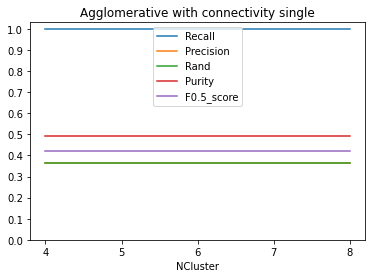 Agglomerative with connectivity single
1.0
0.9
0.8
0.7
0.6
0.5
0.4
0.3
0.2
0.1
0.0
Recall
Precision
Rand
Purity
F0.5_score
4 5 6 7 8
NCluster